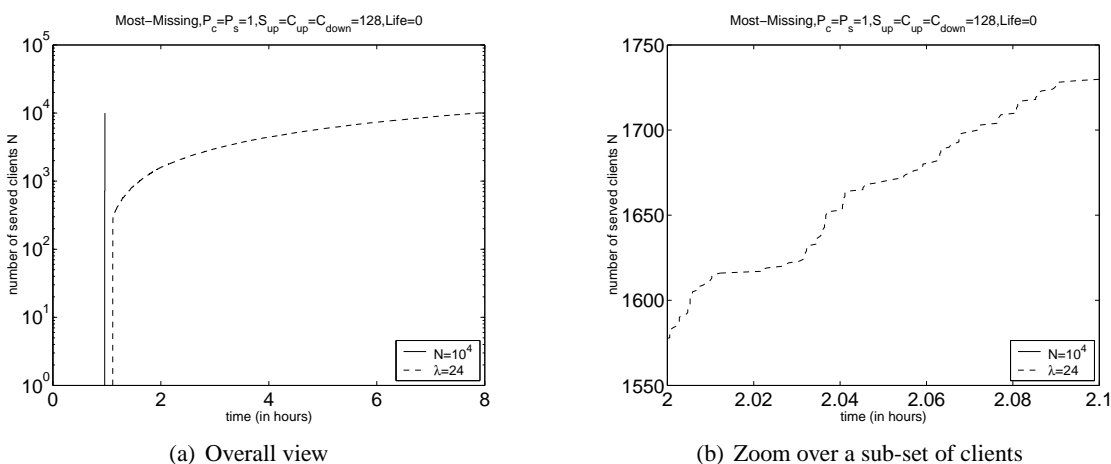 Most-Missing,P_c=P_s=1,S_up=C_up=C_down=128,Life=0
10^5
10^4
10^3
10^2
10^1
10^0
number of served clients N
0 2 4 6 8
time (in hours)
N=10^4
λ=24
(a) Overall view
Most-Missing,P_c=P_s=1,S_up=C_up=C_down=128,Life=0
1750
1700
1650
1600
1550
number of served clients N
2 2.02 2.04 2.06 2.08 2.1
time (in hours)
N=10^4
λ=24
(b) Zoom over a sub-set of clients